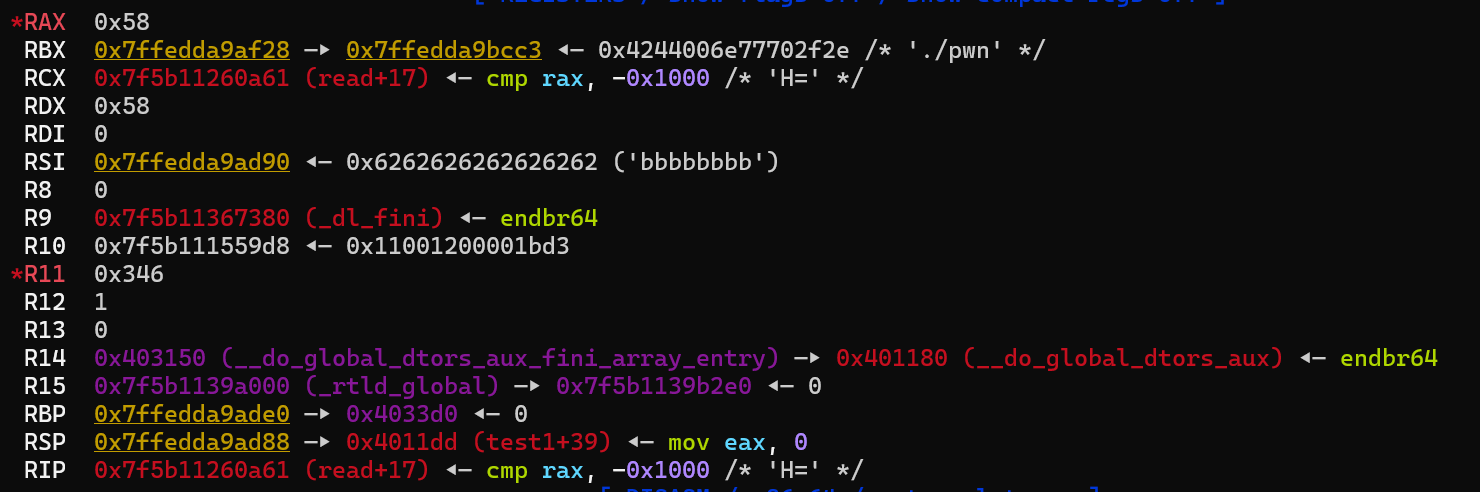 *RAX  0x58
RBX  0x7ffedda9af28 —▸ 0x7ffedda9bcc3 ◂— 0x4244006e77702f2e /* './pwn' */
RCX  0x7f5b11260a61 (read+17) ◂— cmp rax, -0x1000 /* 'H=' */
RDX  0x58
RDI  0
RSI  0x7ffedda9ad90 ◂— 0x6262626262626262 ('bbbbbbbb')
R8   0
R9   0x7f5b11367380 (_dl_fini) ◂— endbr64
R10  0x7f5b111559d8 ◂— 0x11001200001bd3
*R11  0x346
R12  1
R13  0
R14  0x403150 (__do_global_dtors_aux_fini_array_entry) —▸ 0x401180 (__do_global_dtors_aux) ◂— endbr64
R15  0x7f5b1139a000 (_rtld_global) —▸ 0x7f5b1139b2e0 ◂— 0
RBP  0x7ffedda9ade0 —▸ 0x4033d0 ◂— 0
RSP  0x7ffedda9ad88 —▸ 0x4011dd (test1+39) ◂— mov eax, 0
RIP  0x7f5b11260a61 (read+17) ◂— cmp rax, -0x1000 /* 'H=' */